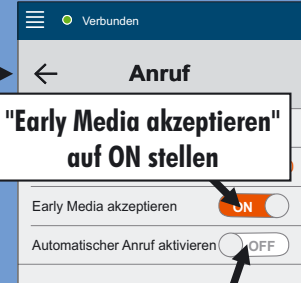 Verbunden
Anruf
"Early Media akzeptieren"
auf ON stellen
Early Media akzeptieren ON
Automatischer Anruf aktivieren OFF